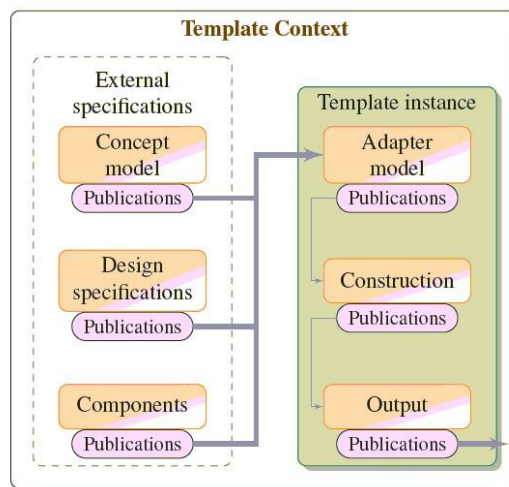 Template Context
External
specifications
Concept
model
Publications
Design
specifications
Publications
Components
Publications
Template instance
Adapter
model
Publications
Construction
Publications
Output
Publications